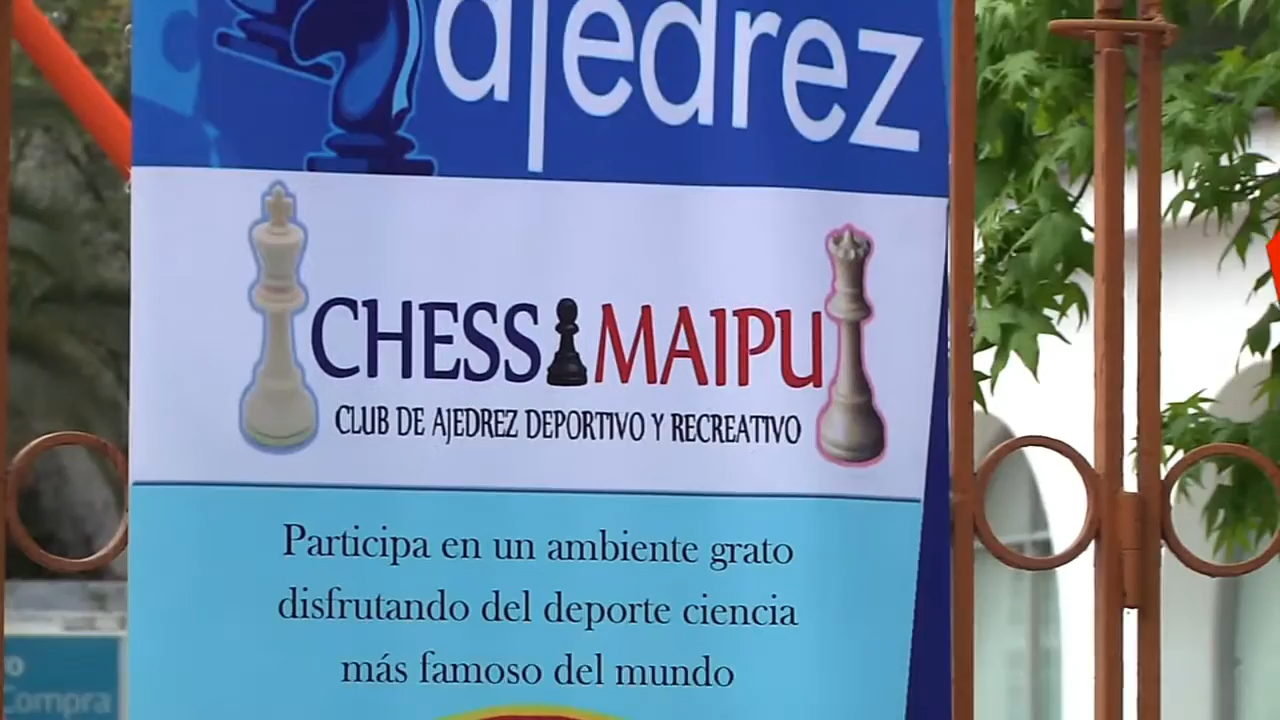 ajedrez
CHESS MAIPU
CLUB DE AJEDREZ DEPORTIVO Y RECREATIVO
Participa en un ambiente grato
disfrutando del deporte ciencia
más famoso del mundo
Compra